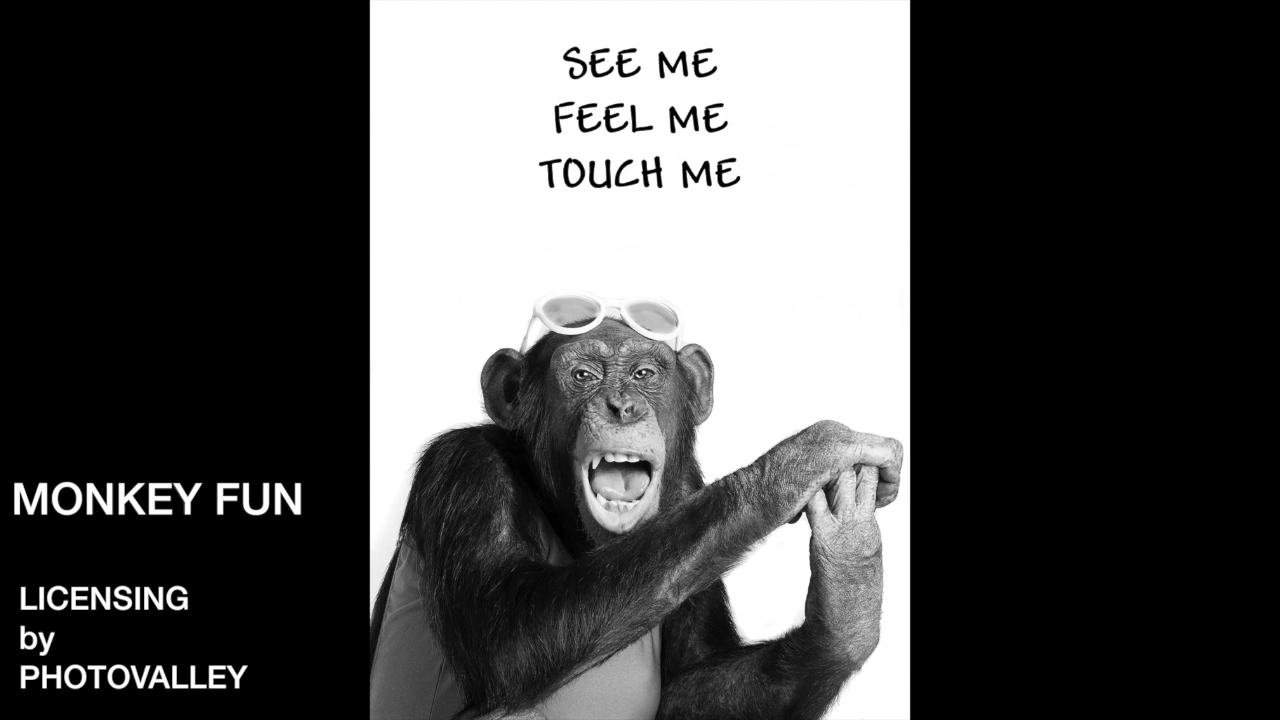 SEE ME
FEEL ME
TOUCH ME
MONKEY FUN
LICENSING
by
PHOTOVALLEY